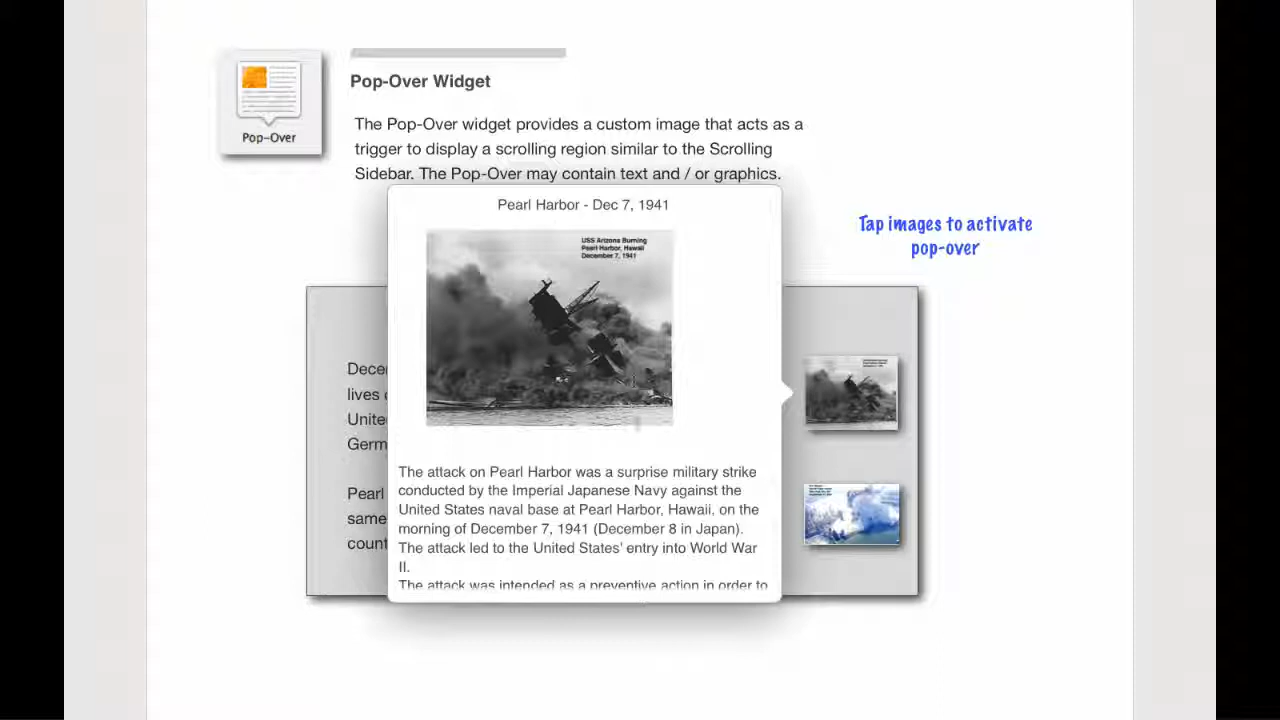 Pop-Over Widget
Pop-Over
The Pop-Over widget provides a custom image that acts as a
trigger to display a scrolling region similar to the Scrolling
Sidebar. The Pop-Over may contain text and / or graphics.
Pearl Harbor - Dec 7, 1941
USS Arizona Burning
Pearl Harbor, Hawaii
December 7, 1941
Tap images to activate
pop-over
Dece
lives
Unite
Germ
Pearl
same
count
The attack on Pearl Harbor was a surprise military strike
conducted by the Imperial Japanese Navy against the
United States naval base at Pearl Harbor, Hawaii, on the
morning of December 7, 1941 (December 8 in Japan).
The attack led to the United States' entry into World War
II.
The attack was intended as a preventive action in order to